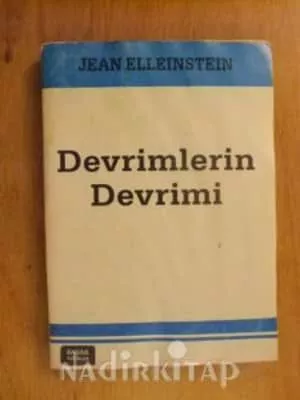 JEAN ELLEINSTEIN
Devrimlerin
Devrimi
nadirkitap